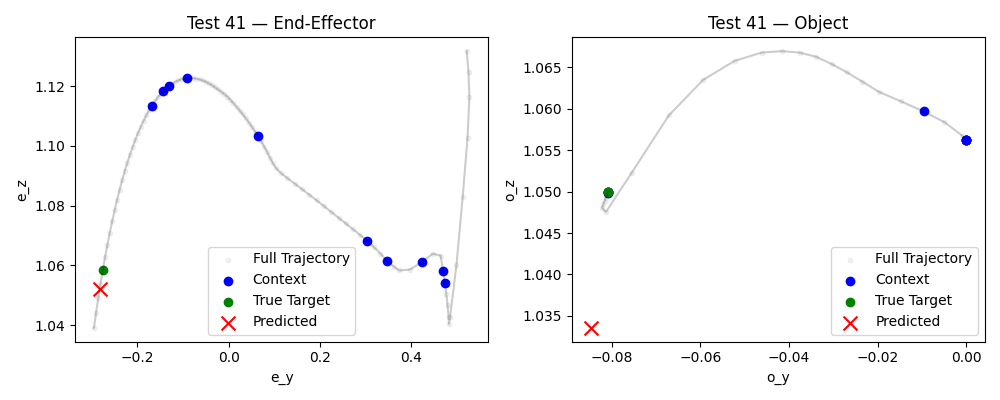 Test 41 — End-Effector
e_z
1.12
1.10
1.08
1.06
1.04
Full Trajectory
Context
True Target
Predicted
−0.2
0.0
0.2
0.4
e_y
Test 41 — Object
o_z
1.065
1.060
1.055
1.050
1.045
1.040
1.035
Full Trajectory
Context
True Target
Predicted
−0.08
−0.06
−0.04
−0.02
0.00
o_y